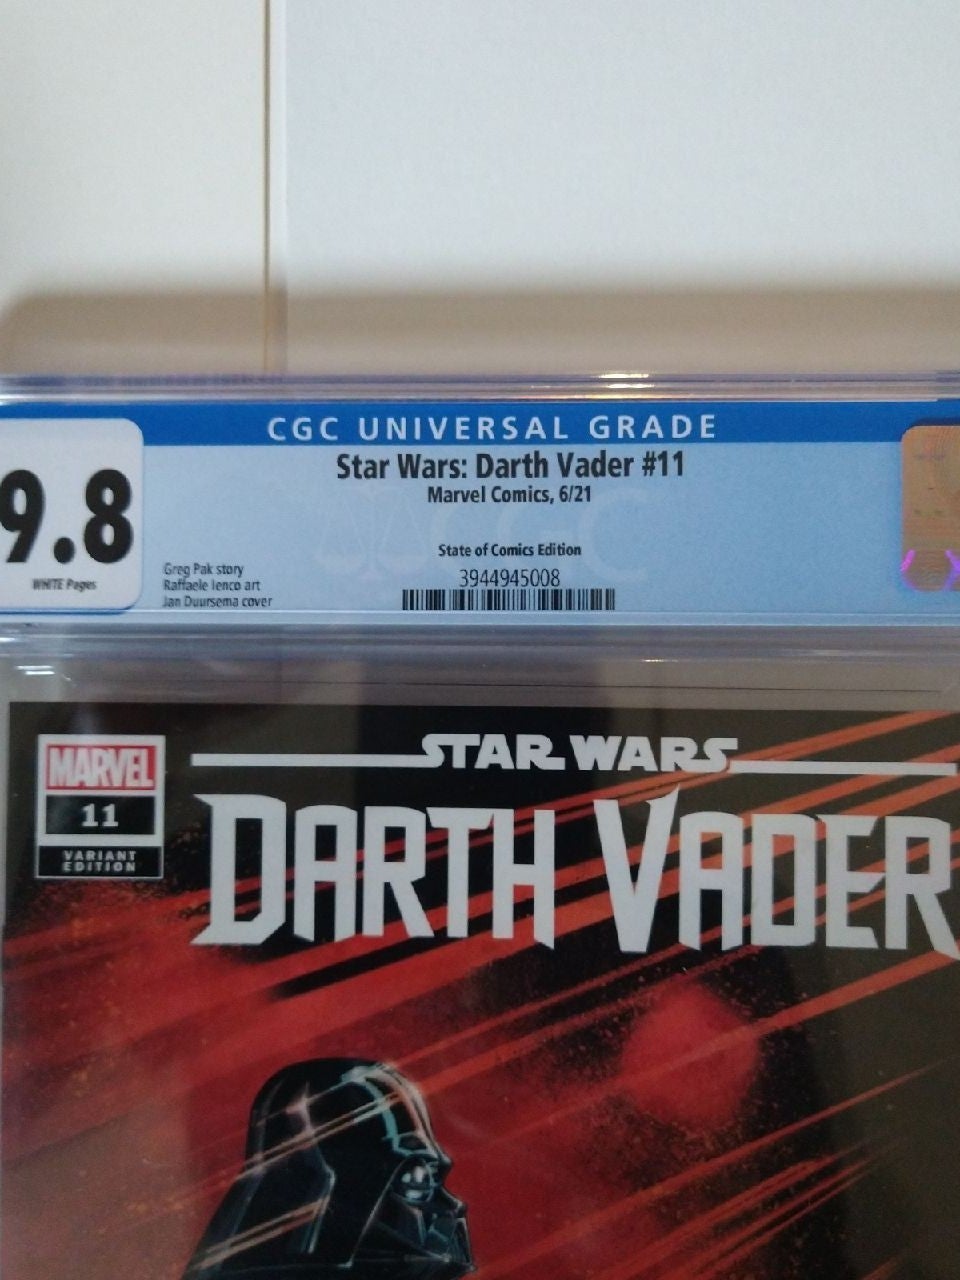 CGC UNIVERSAL GRADE
9.8
WHITE Pages
Star Wars: Darth Vader #11
Marvel Comics, 6/21
State of Comics Edition
Greg Pak story
Raffaele Ienco art
Jan Duursema cover
3944945008
CGC
STAR WARS
DARTH VADER
MARVEL
11
VARIANT
EDITION